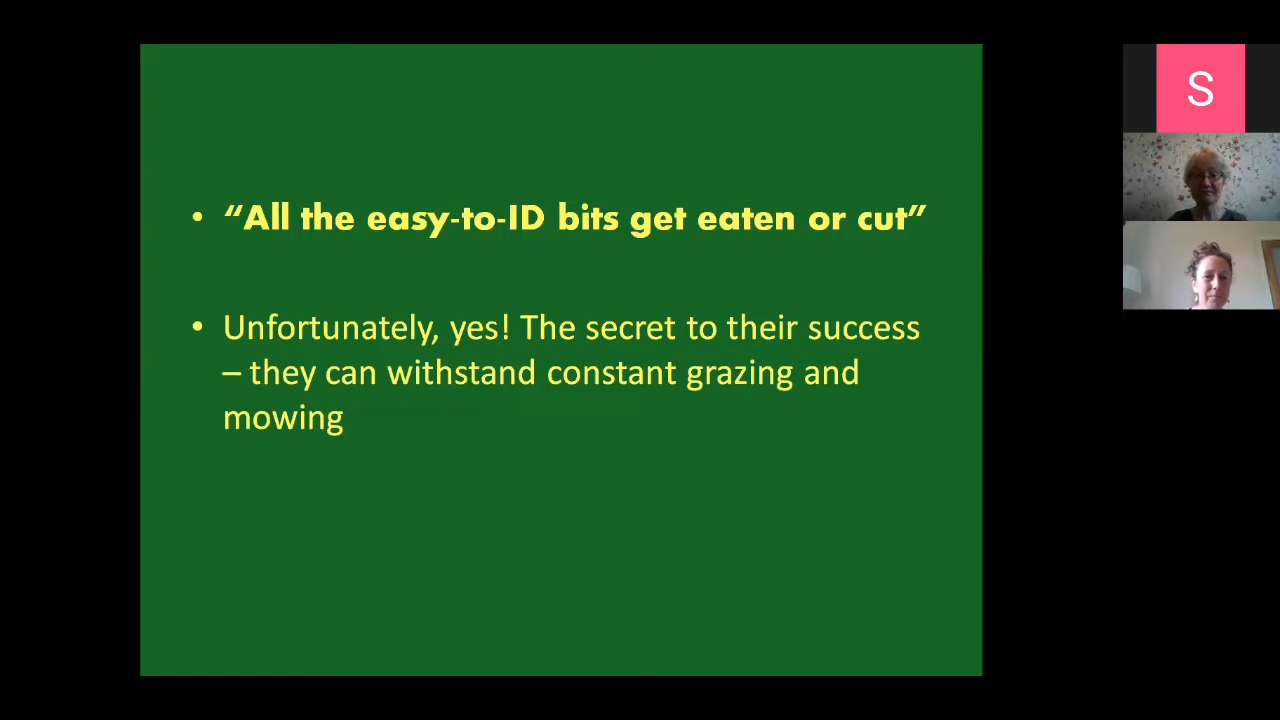 • “All the easy-to-ID bits get eaten or cut”
• Unfortunately, yes! The secret to their success
– they can withstand constant grazing and
mowing
S